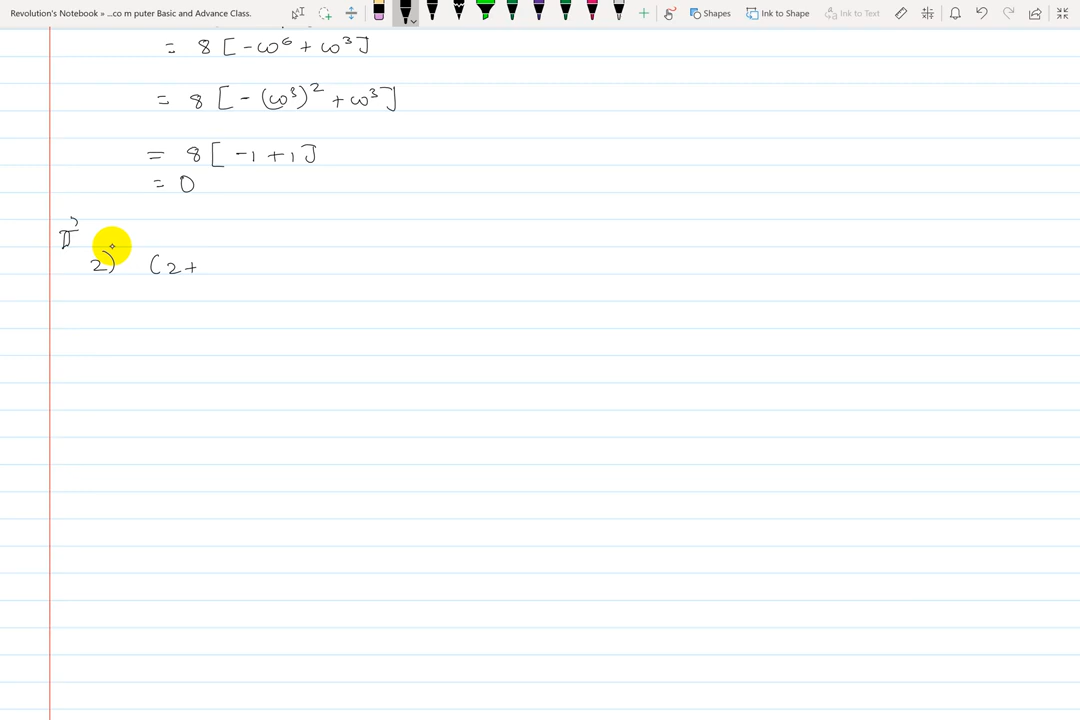 Revolution's Notebook » ...co m puter Basic and Advance Class.
Shapes
Ink to Shape
Ink to Text
= 8 [ -ω⁶ + ω³ ]
= 8 [ - (ω³)² + ω³ ]
= 8 [ -1 + 1 ]
= 0
II
2) (2+